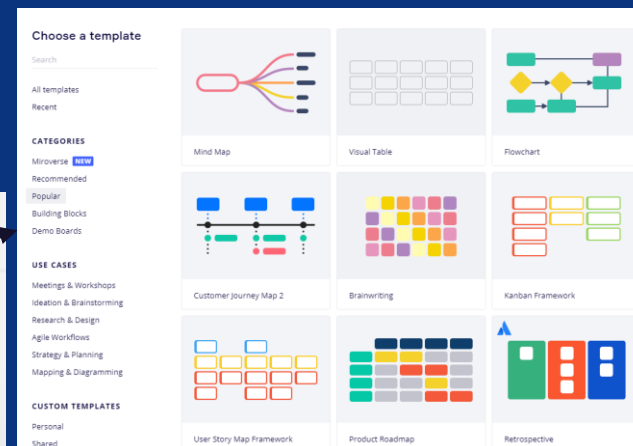 Choose a template
Search
All templates
Recent
CATEGORIES
Miroverse NEW
Recommended
Popular
Building Blocks
Demo Boards
USE CASES
Meetings & Workshops
Ideation & Brainstorming
Research & Design
Agile Workflows
Strategy & Planning
Mapping & Diagramming
CUSTOM TEMPLATES
Personal
Shared
Mind Map
Visual Table
Flowchart
Customer Journey Map 2
Brainwriting
Kanban Framework
User Story Map Framework
Product Roadmap
Retrospective